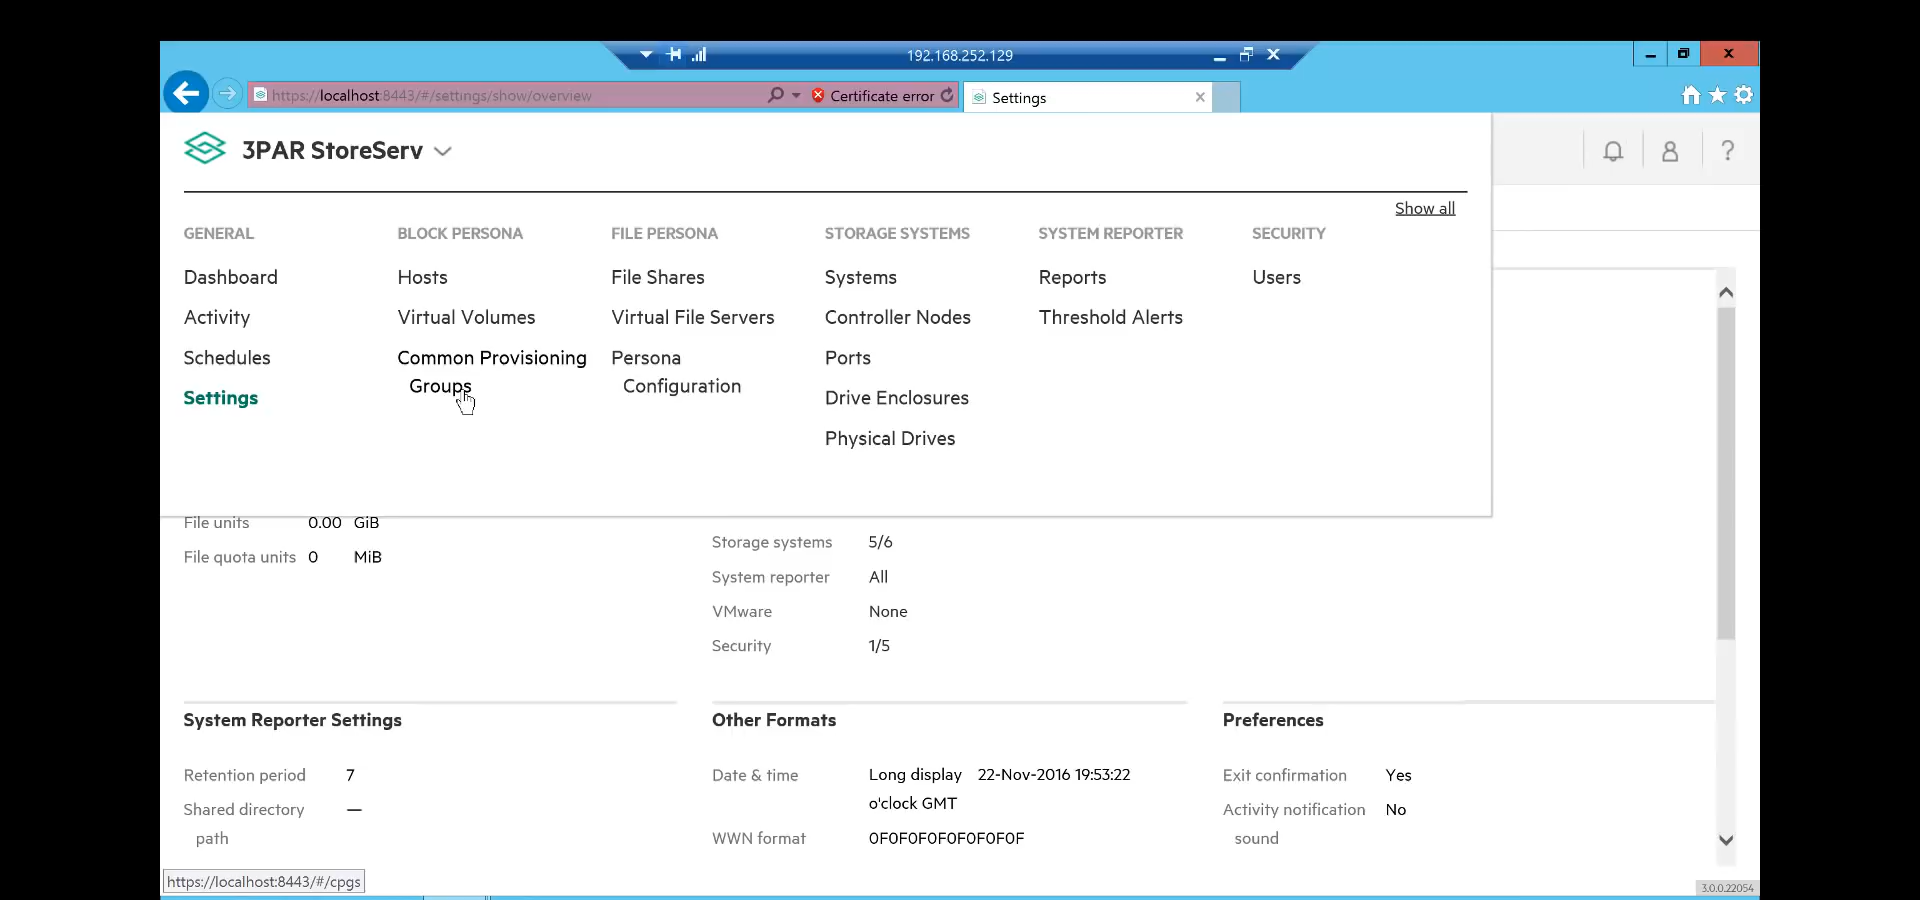 192.168.252.129
https://localhost:8443/#/settings/show/overview
Certificate error
Settings
3PAR StoreServ
Show all
GENERAL
Dashboard
Activity
Schedules
Settings
BLOCK PERSONA
Hosts
Virtual Volumes
Common Provisioning
Groups
FILE PERSONA
File Shares
Virtual File Servers
Persona
Configuration
STORAGE SYSTEMS
Systems
Controller Nodes
Ports
Drive Enclosures
Physical Drives
SYSTEM REPORTER
Reports
Threshold Alerts
SECURITY
Users
File units 0.00 GiB
File quota units 0 MiB
Storage systems 5/6
System reporter All
VMware None
Security 1/5
System Reporter Settings
Retention period 7
Shared directory —
path
Other Formats
Date & time Long display 22-Nov-2016 19:53:22
o'clock GMT
WWN format 0F0F0F0F0F0F0F0F
Preferences
Exit confirmation Yes
Activity notification No
sound
https://localhost:8443/#/cpgs
3.0.0.22054